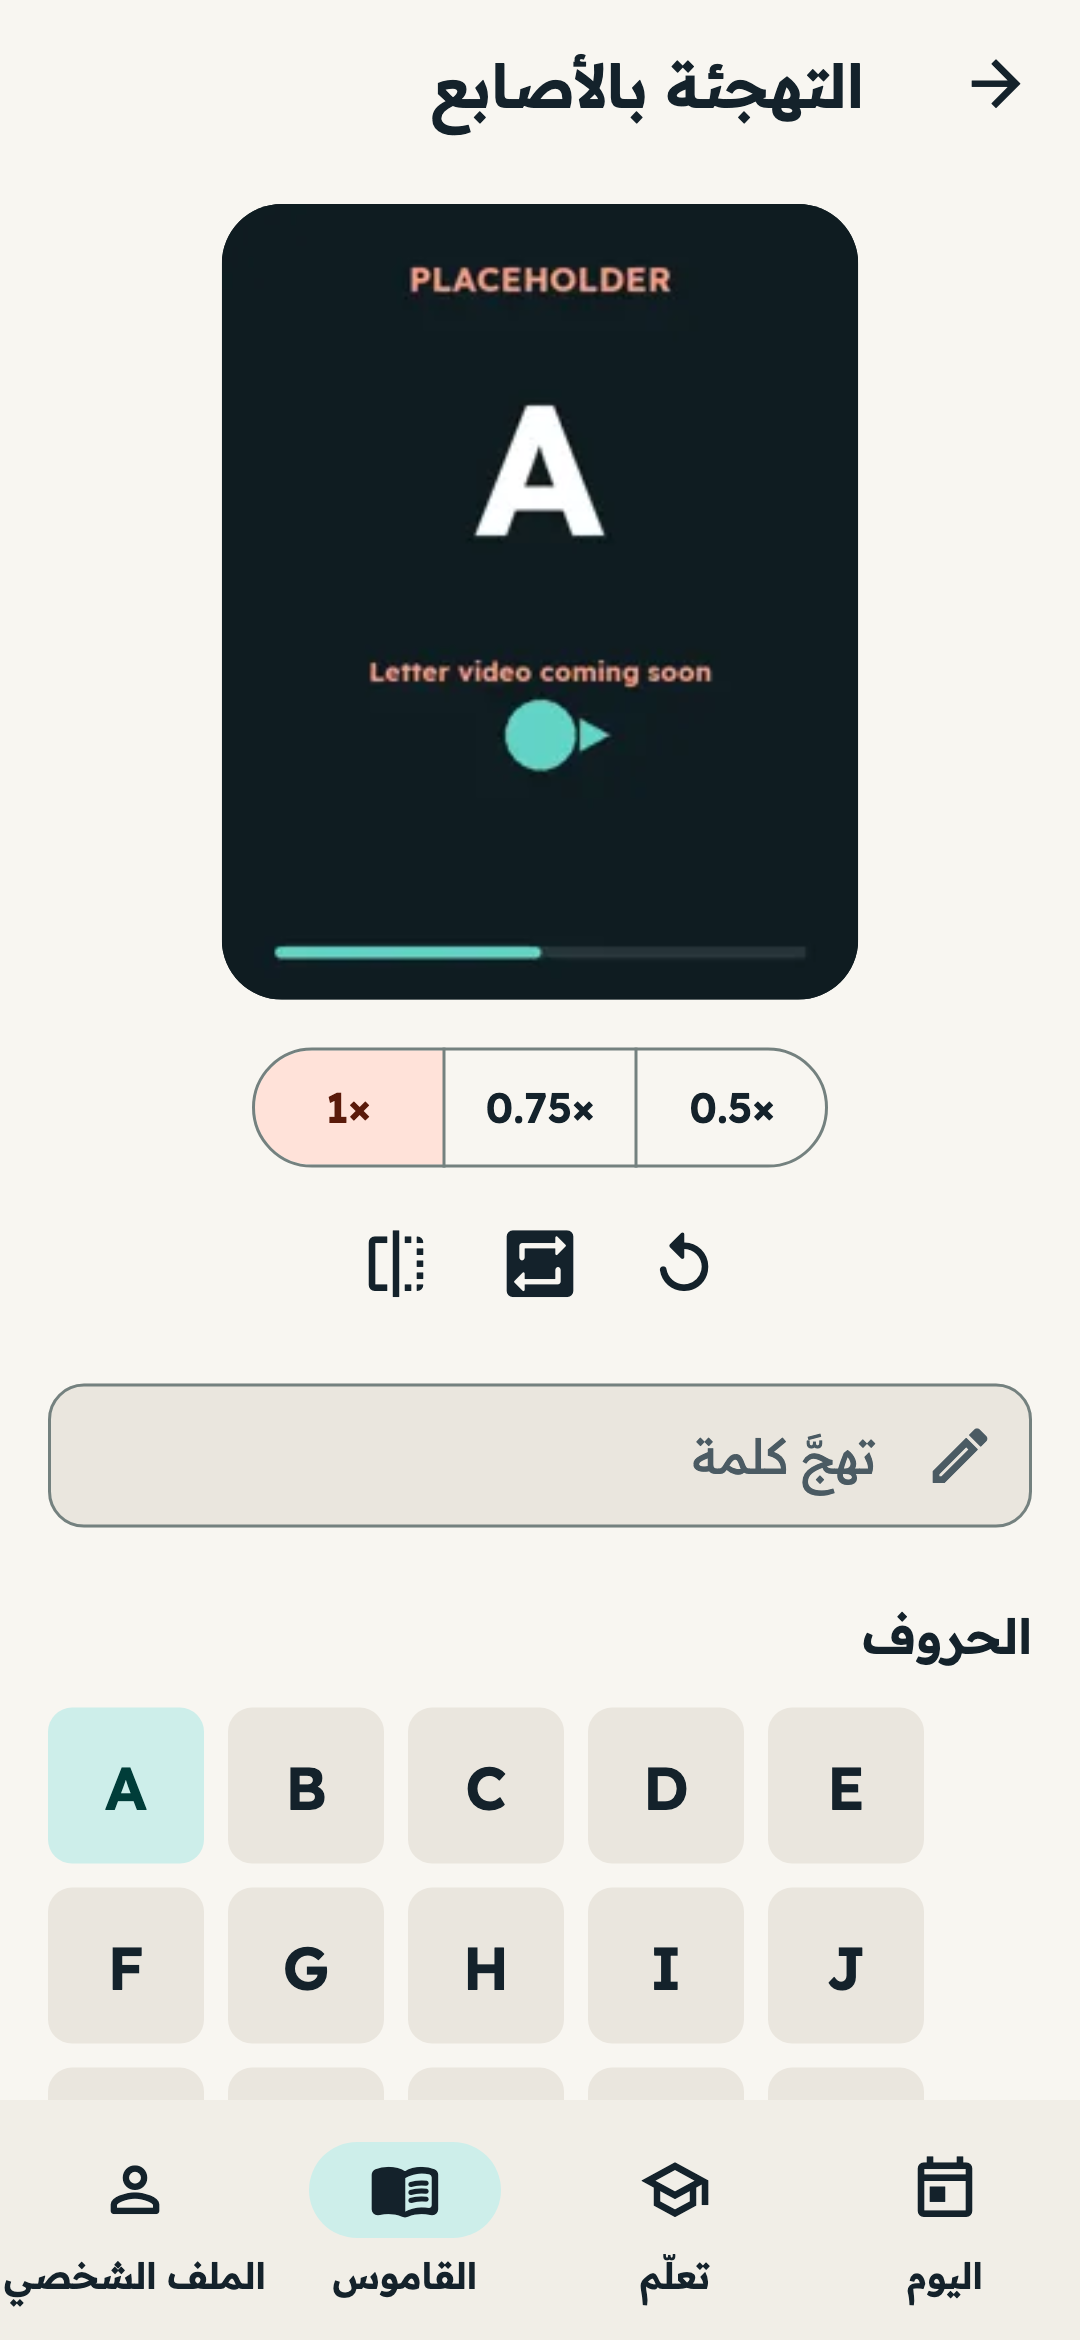 التهجئة بالأصابع
PLACEHOLDER
A
Letter video coming soon
1× 0.75× 0.5×
تهجَّ كلمة
الحروف
A B C D E
F G H I J
اليوم تعلّم القاموس الملف الشخصي